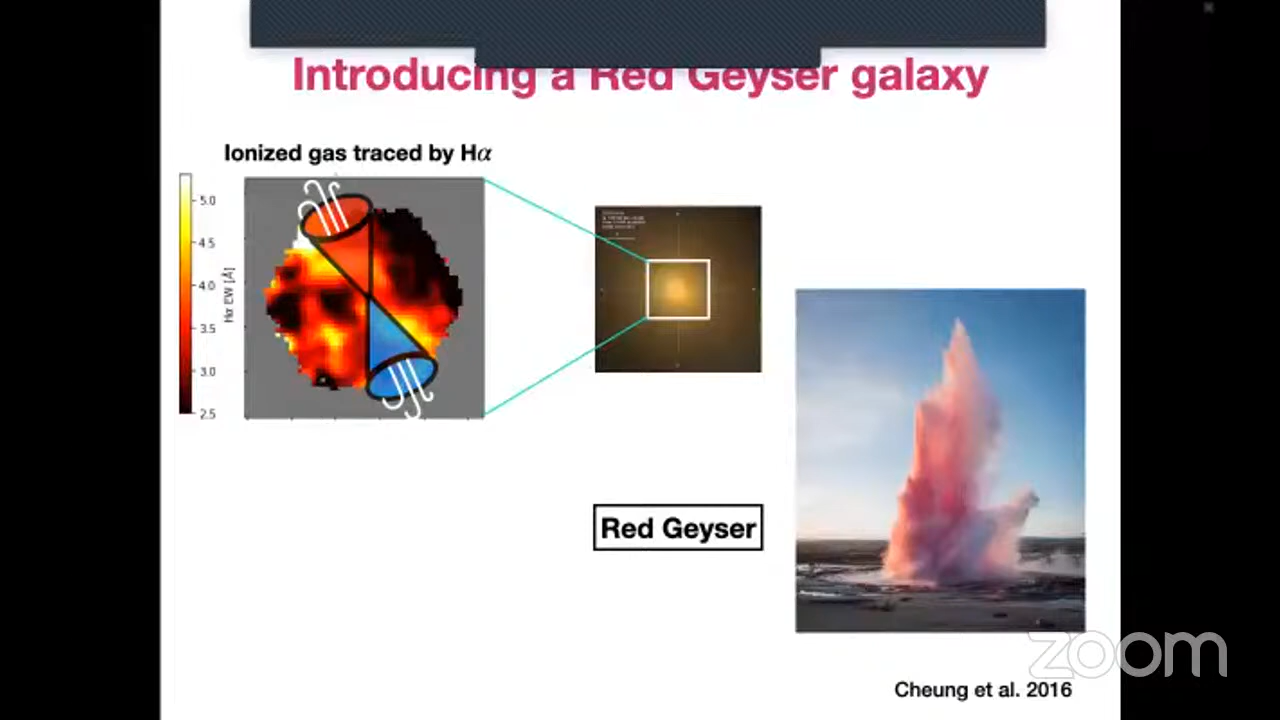 Introducing a Red Geyser galaxy
Ionized gas traced by Hα
5.0
4.5
4.0
3.5
3.0
2.5
Hα EW [Å]
Red Geyser
zoom
Cheung et al. 2016